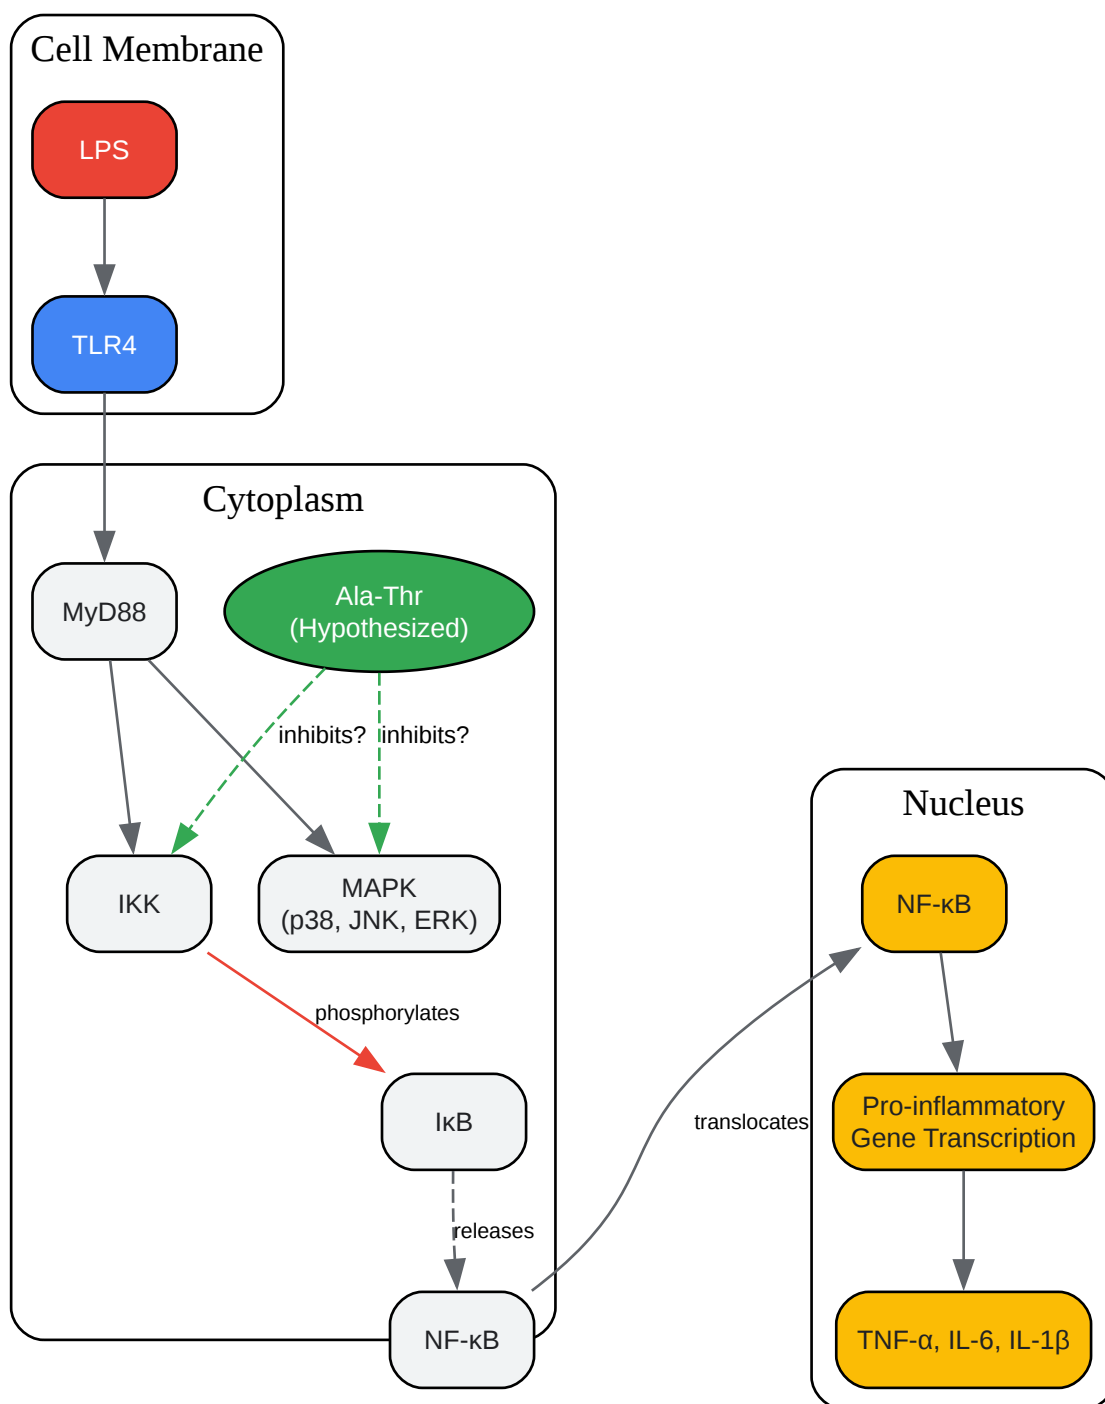 Cell Membrane
LPS
TLR4
Cytoplasm
MyD88
Ala-Thr
(Hypothesized)
inhibits?
inhibits?
IKK
MAPK
(p38, JNK, ERK)
phosphorylates
IκB
releases
NF-κB
translocates
Nucleus
NF-κB
Pro-inflammatory
Gene Transcription
TNF-α, IL-6, IL-1β